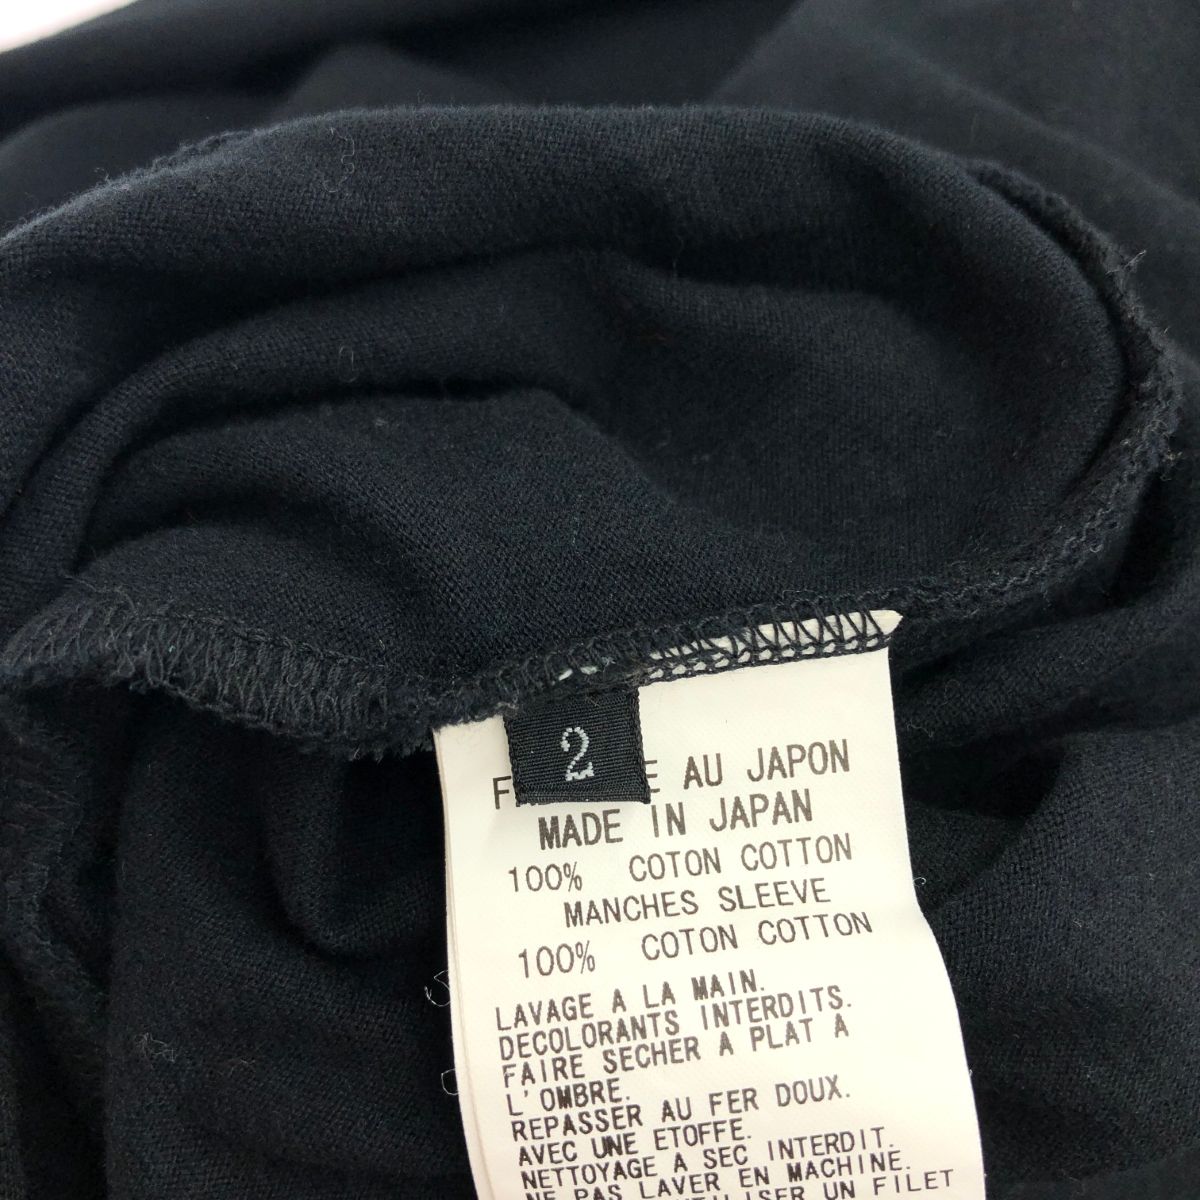 2
AU JAPON
MADE IN JAPAN
100% COTON COTTON
MANCHES SLEEVE
100% COTON COTTON
LAVAGE A LA MAIN.
DECOLORANTS INTERDITS.
FAIRE SECHER A PLAT A
L'OMBRE.
REPASSER AU FER DOUX.
AVEC UNE ETOFFE.
NETTOYAGE A SEC INTERDIT.
NE PAS LAVER EN MACHINE.
UN FILET